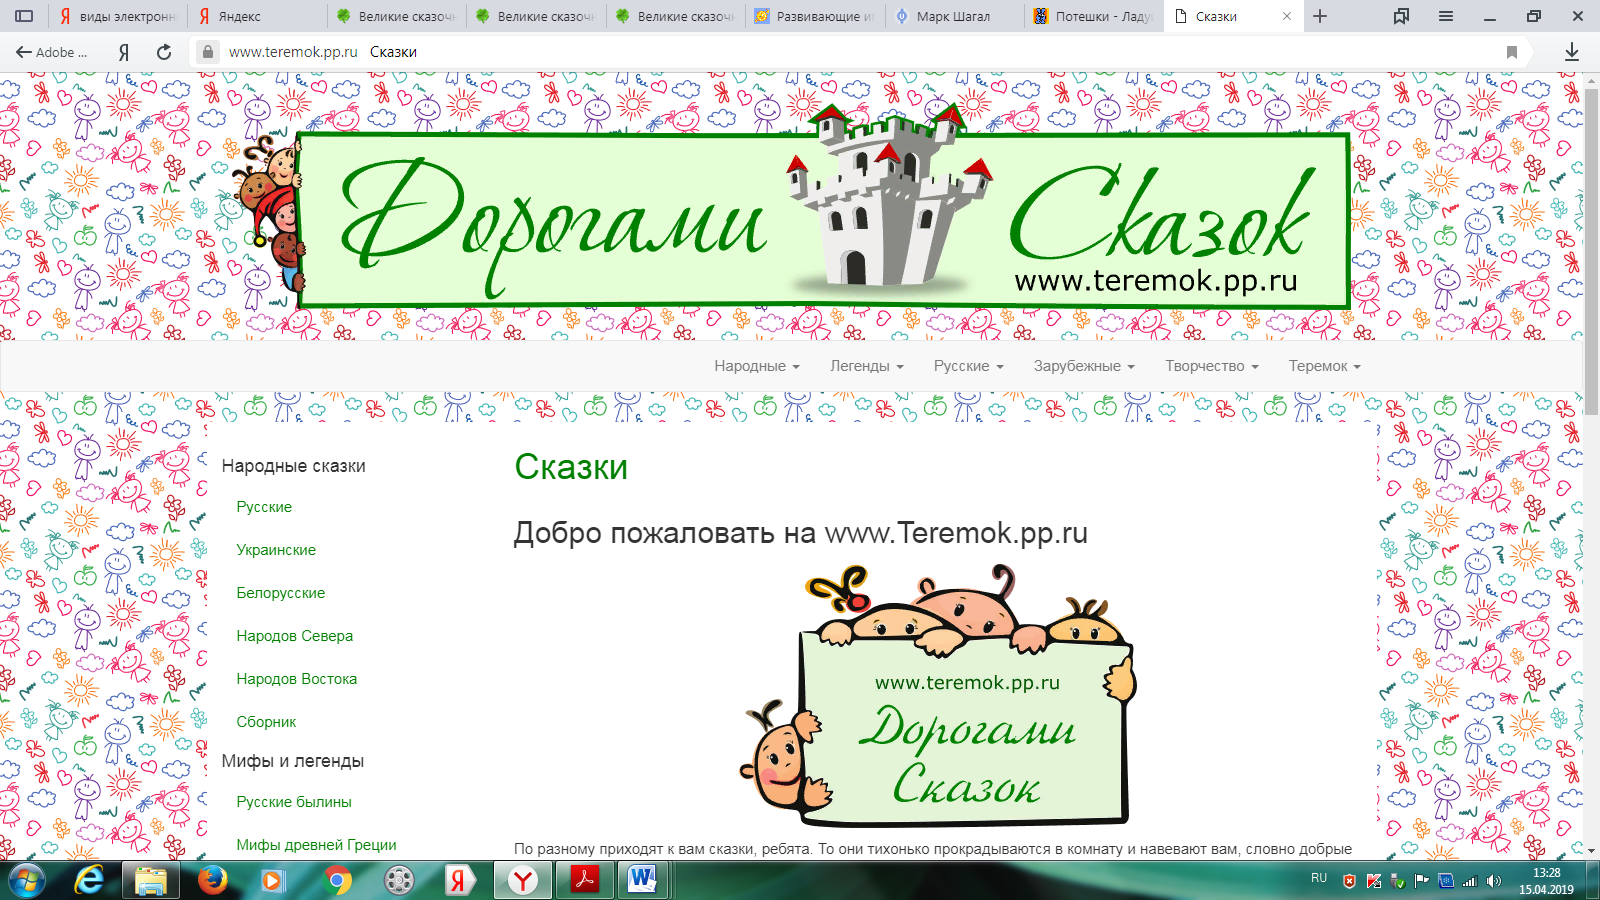 виды электронн
Яндекс
Великие сказочн
Великие сказочн
Великие сказочн
Развивающие иг
Марк Шагал
Потешки - Ладу
Сказки
Adobe ...
www.teremok.pp.ru Сказки
Дорогами Сказок
www.teremok.pp.ru
Народные
Легенды
Русские
Зарубежные
Творчество
Теремок
Народные сказки
Русские
Украинские
Белорусские
Народов Севера
Народов Востока
Сборник
Мифы и легенды
Русские былины
Мифы древней Греции
Сказки
Добро пожаловать на www.Teremok.pp.ru
www.teremok.pp.ru
Дорогами
Сказок
По разному приходят к вам сказки, ребята. То они тихонько прокрадываются в комнату и навевают вам, словно добрые
RU
13:28
15.04.2019